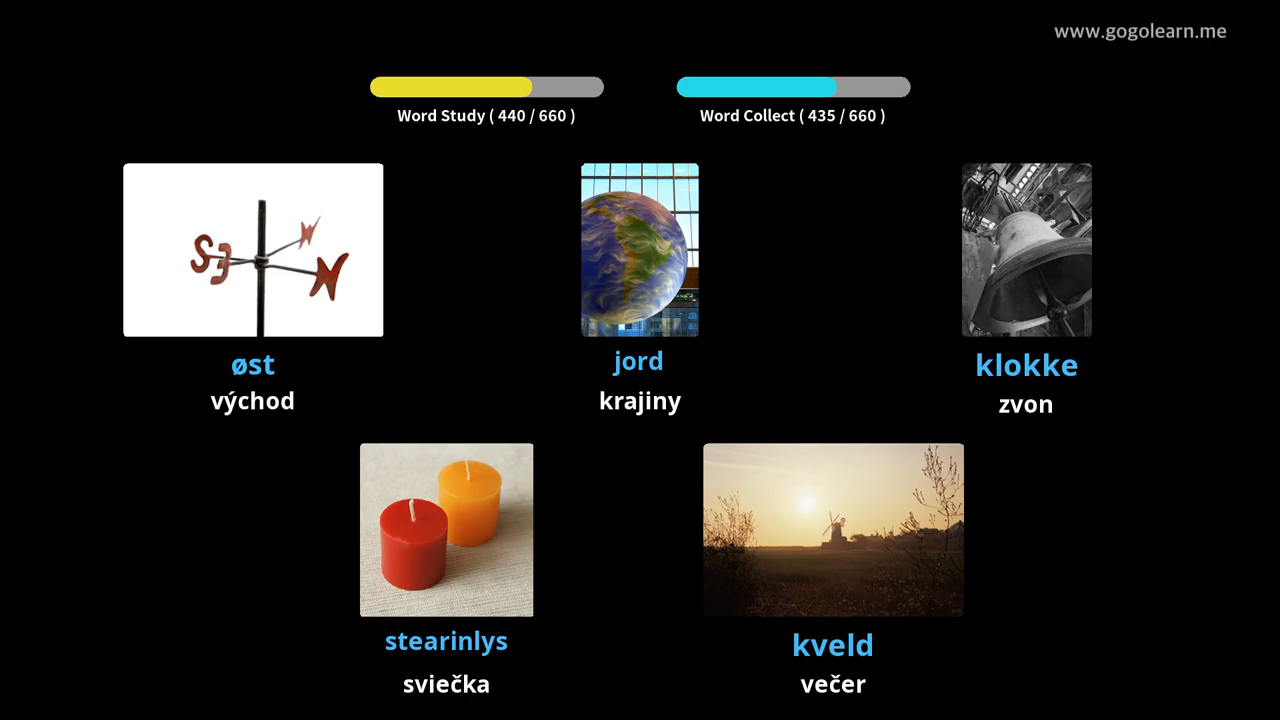 www.gogolearn.me
Word Study ( 440 / 660 )
Word Collect ( 435 / 660 )
S E N W
øst
východ
jord
krajiny
klokke
zvon
stearinlys
sviečka
kveld
večer